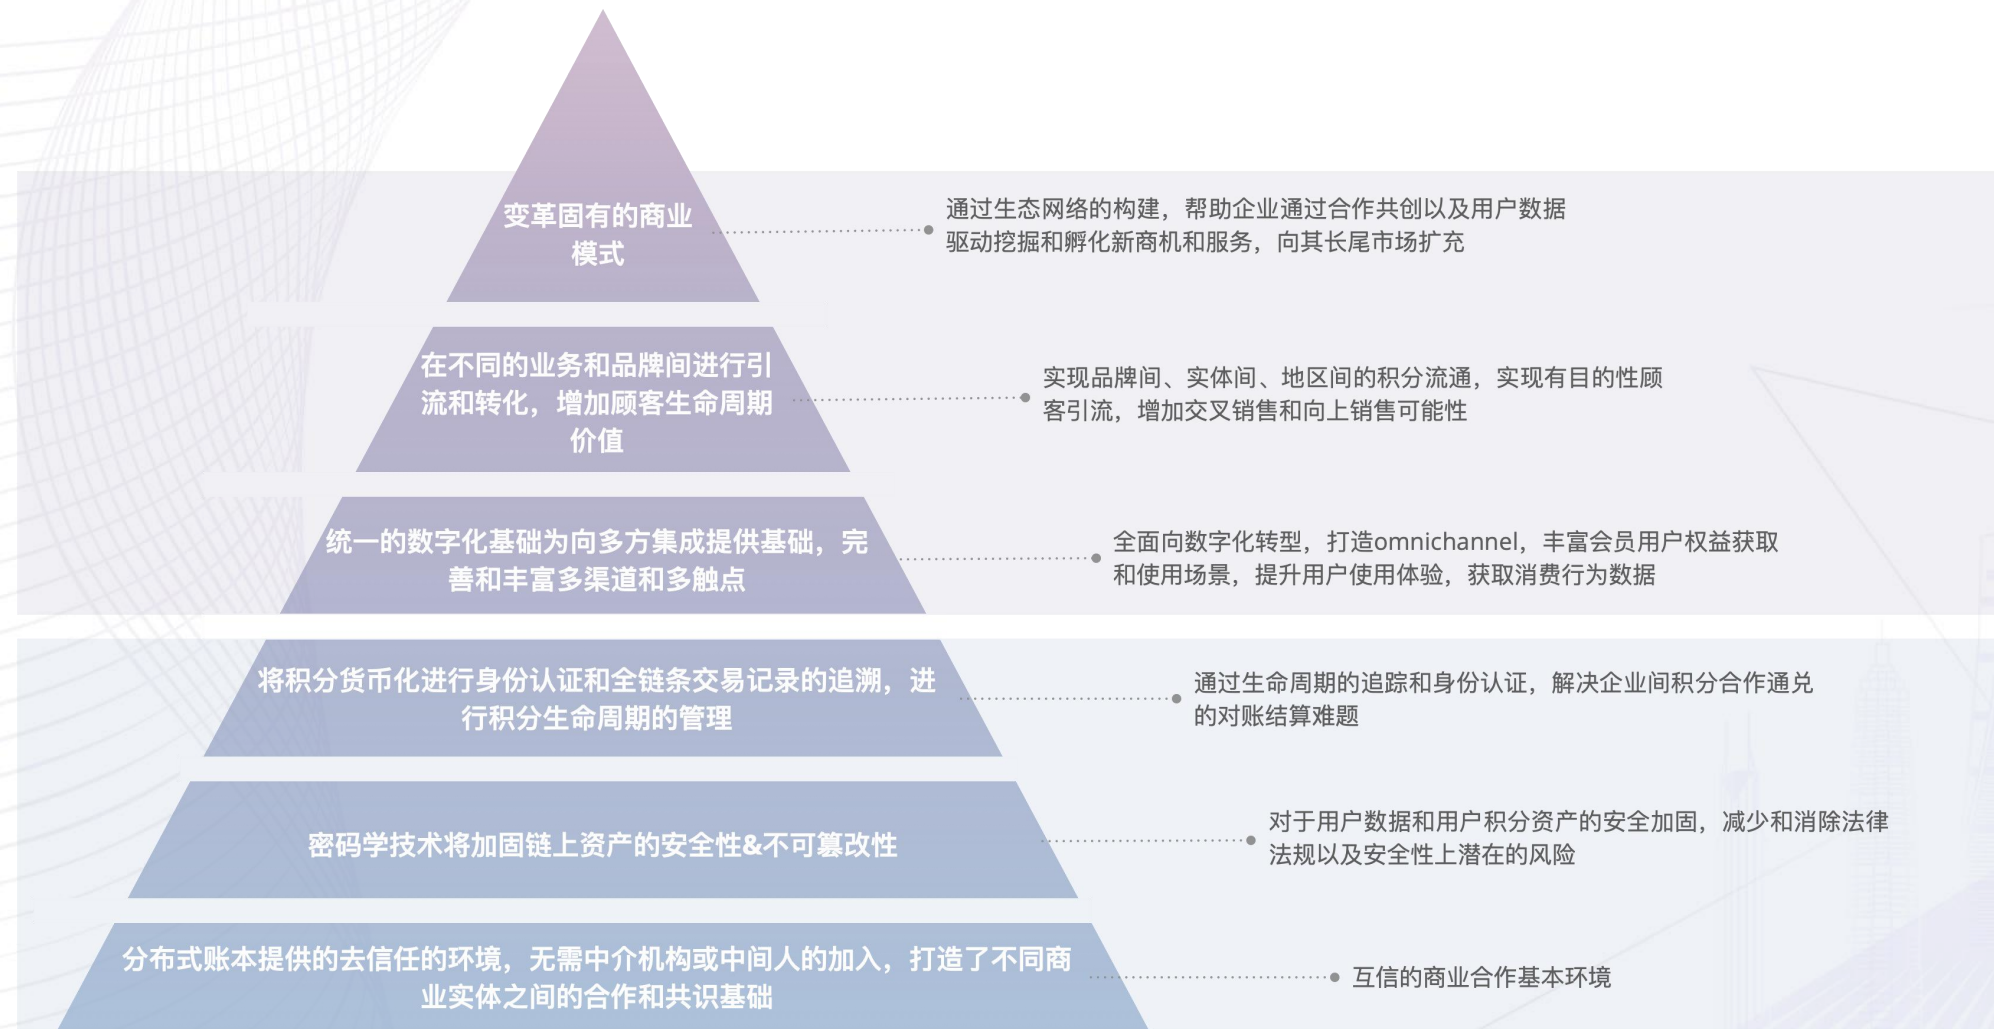 变革固有的商业
模式
通过生态网络的构建，帮助企业通过合作共创以及用户数据
驱动挖掘和孵化新商机和服务，向其长尾市场扩充
在不同的业务和品牌间进行引
流和转化，增加顾客生命周期
价值
实现品牌间、实体间、地区间的积分流通，实现有目的性顾
客引流，增加交叉销售和向上销售可能性
统一的数字化基础为向多方集成提供基础，完
善和丰富多渠道和多触点
全面向数字化转型，打造omnichannel，丰富会员用户权益获取
和使用场景，提升用户使用体验，获取消费行为数据
将积分货币化进行身份认证和全链条交易记录的追溯，进
行积分生命周期的管理
通过生命周期的追踪和身份认证，解决企业间积分合作通兑
的对账结算难题
密码学技术将加固链上资产的安全性&不可篡改性
对于用户数据和用户积分资产的安全加固，减少和消除法律
法规以及安全性上潜在的风险
分布式账本提供的去信任的环境，无需中介机构或中间人的加入，打造了不同商
业实体之间的合作和共识基础
互信的商业合作基本环境